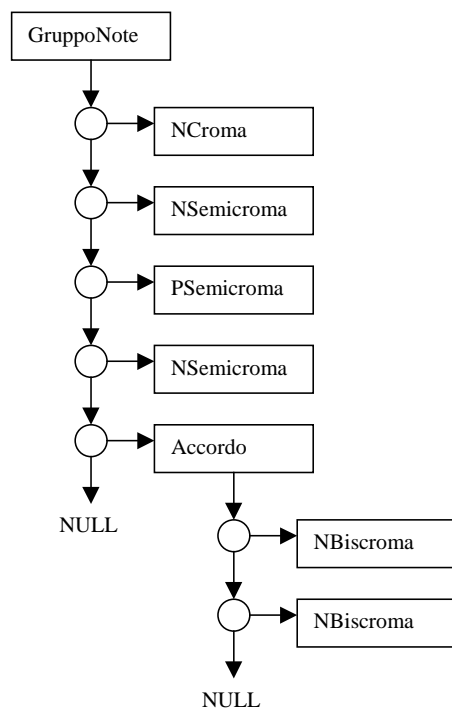 GruppoNote
NCroma
NSemicroma
PSemicroma
NSemicroma
Accordo
NULL
NBiscroma
NBiscroma
NULL